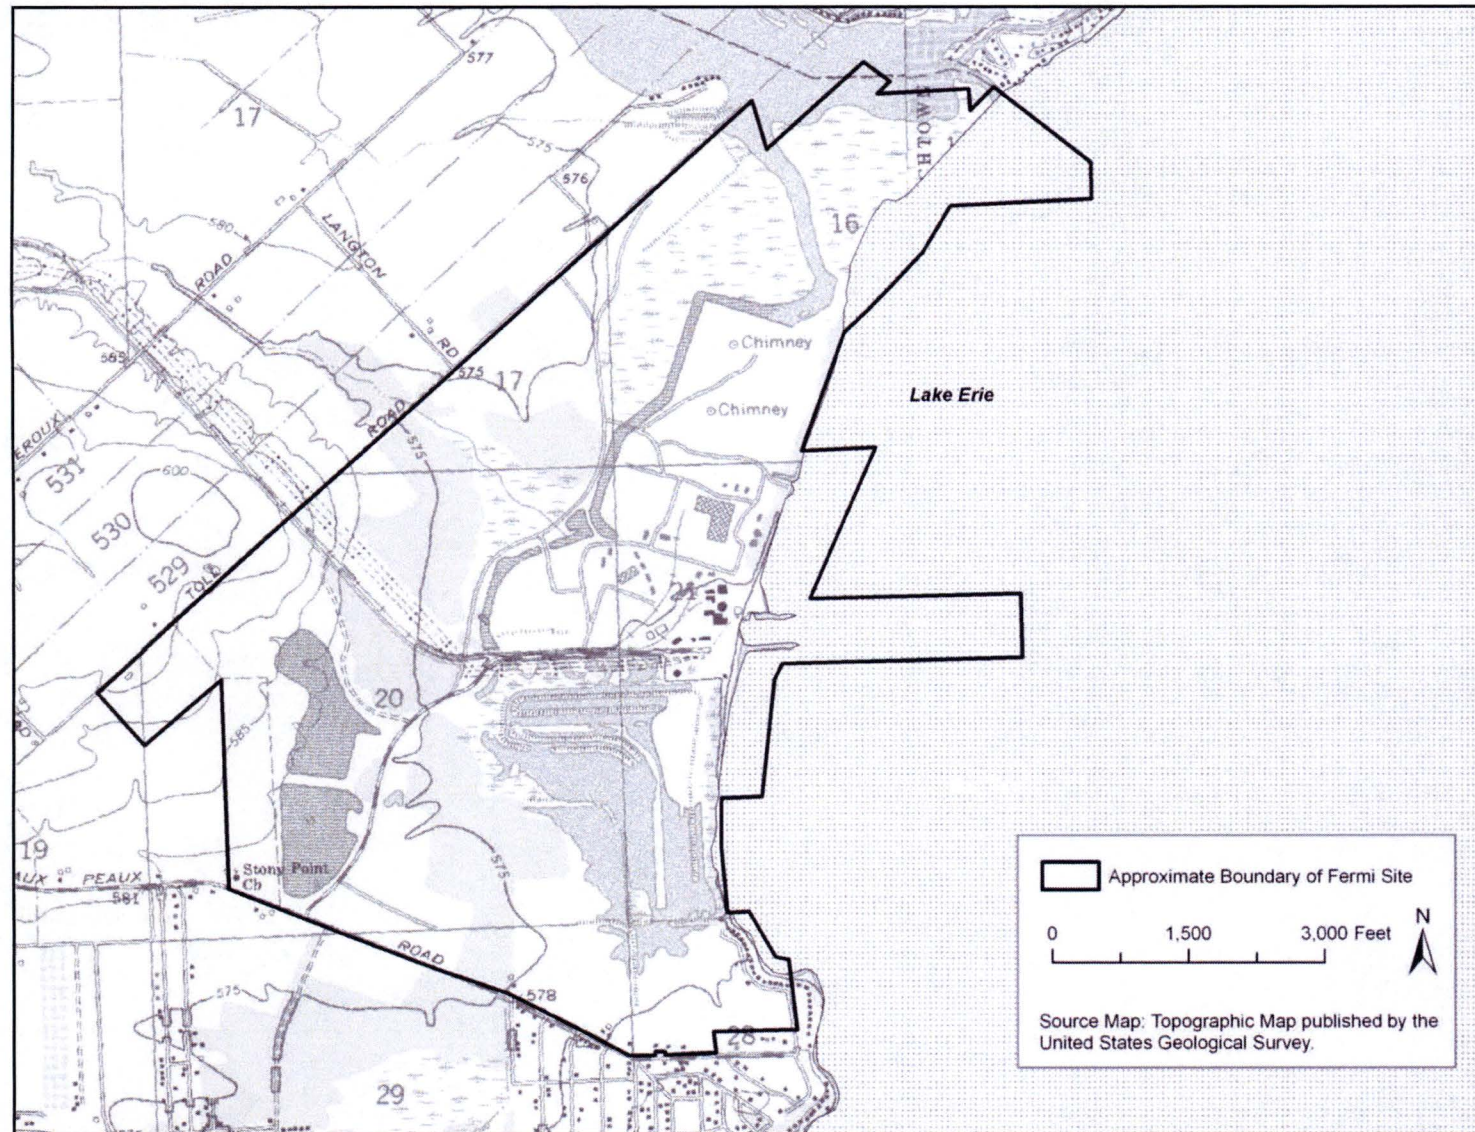 577
17
575
576
HTOWN
16
580
LANGTON
ROAD
Chimney
585
RD
575
17
Chimney
Lake Erie
ROAD
575
531
600
530
529
TOLL
21
20
585
19
Stony Point
Ch
PEAUX
581
575
ROAD
575
578
28
29
Approximate Boundary of Fermi Site
0 1,500 3,000 Feet
N
Source Map: Topographic Map published by the
United States Geological Survey.